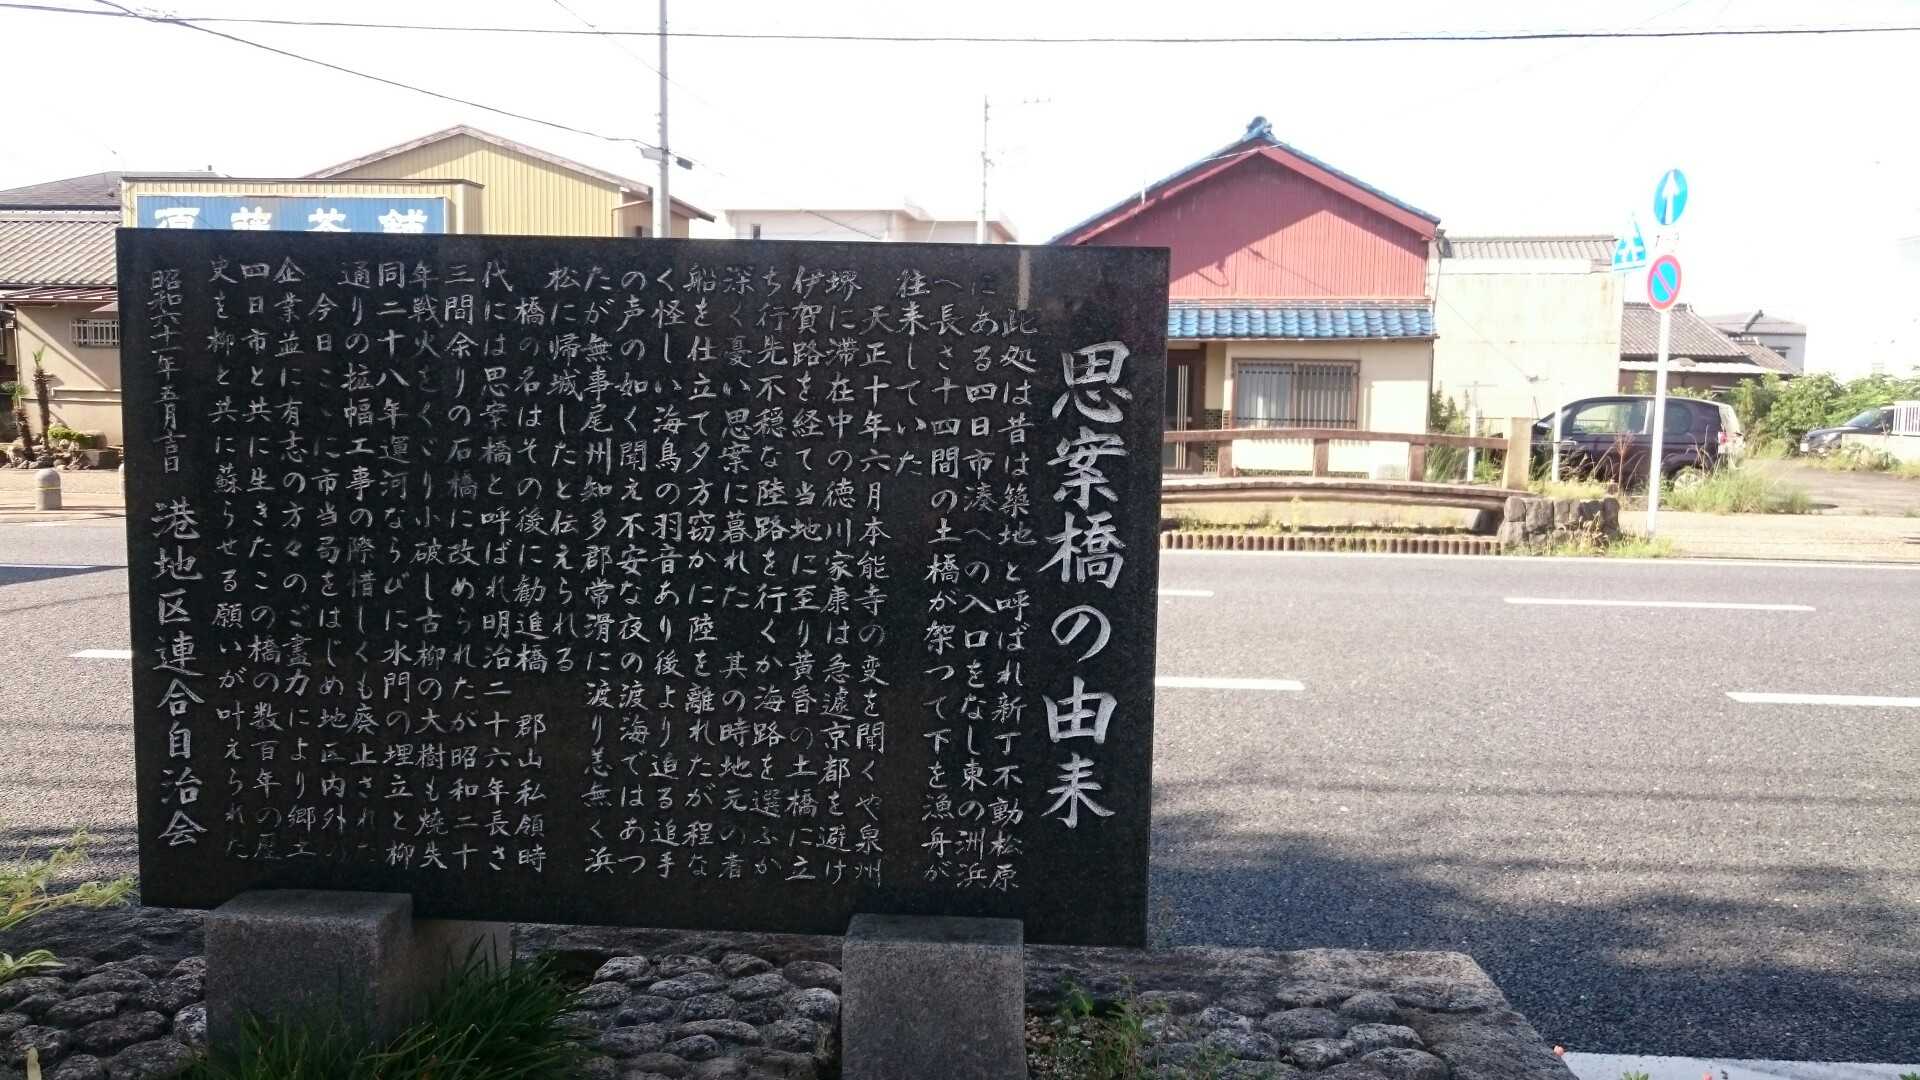 思案橋の由来
此処は昔は築地と呼ばれ新丁不動松原
にある四日市湊への入口をなし東の洲浜
へ長さ十四間の土橋が架つて下を漁舟が
往来していた
天正十年六月本能寺の変を聞くや泉州
堺に滞在中の徳川家康は急遽京都を避け
伊賀路を経て当地に至り黄昏の土橋に立
ち行先不穏な陸路を行くか海路を選ぶか
深く憂い思案に暮れた 其の時地元の者
船を仕立て夕方窃かに陸を離れたが程な
く怪しい海鳥の羽音あり後より迫る追手
の声の如く聞え不安な夜の渡海ではあつ
たが無事尾州知多郡常滑に渡り恙無く浜
松に帰城したと伝えられる
橋の名はその後に勧進橋 郡山私領時
代には思案橋と呼ばれ明治二十六年長さ
三間余りの石橋に改められたが昭和二十
年戦火をくぐり小破し古柳の大樹も焼失
同二十八年運河ならびに水門の埋立と柳
通りの拡幅工事の際惜しくも廃止された
今日こゝに市当局をはじめ地区内外の
企業並に有志の方々のご盡力により郷土
四日市と共に生きたこの橋の数百年の歴
史を柳と共に蘇らせる願いが叶えられた
昭和六十一年五月吉日 港地区連合自治会
茶舗